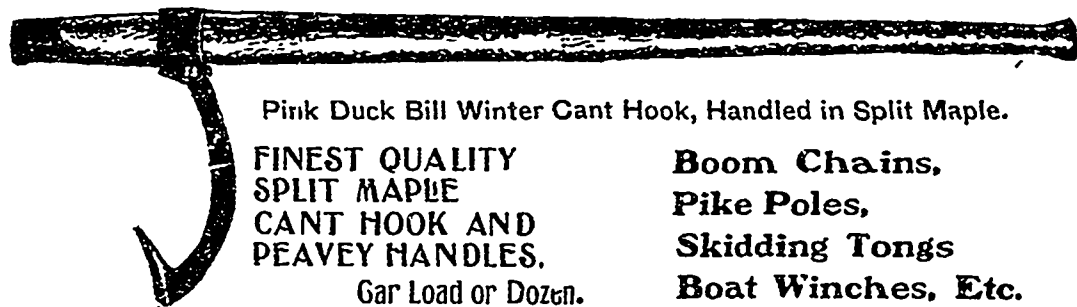 Pink Duck Bill Winter Cant Hook, Handled in Split Maple.
FINEST QUALITY
SPLIT MAPLE
CANT HOOK AND
PEAVEY HANDLES.
Car Load or Dozen.
Boom Chains,
Pike Poles,
Skidding Tongs
Boat Winches, Etc.